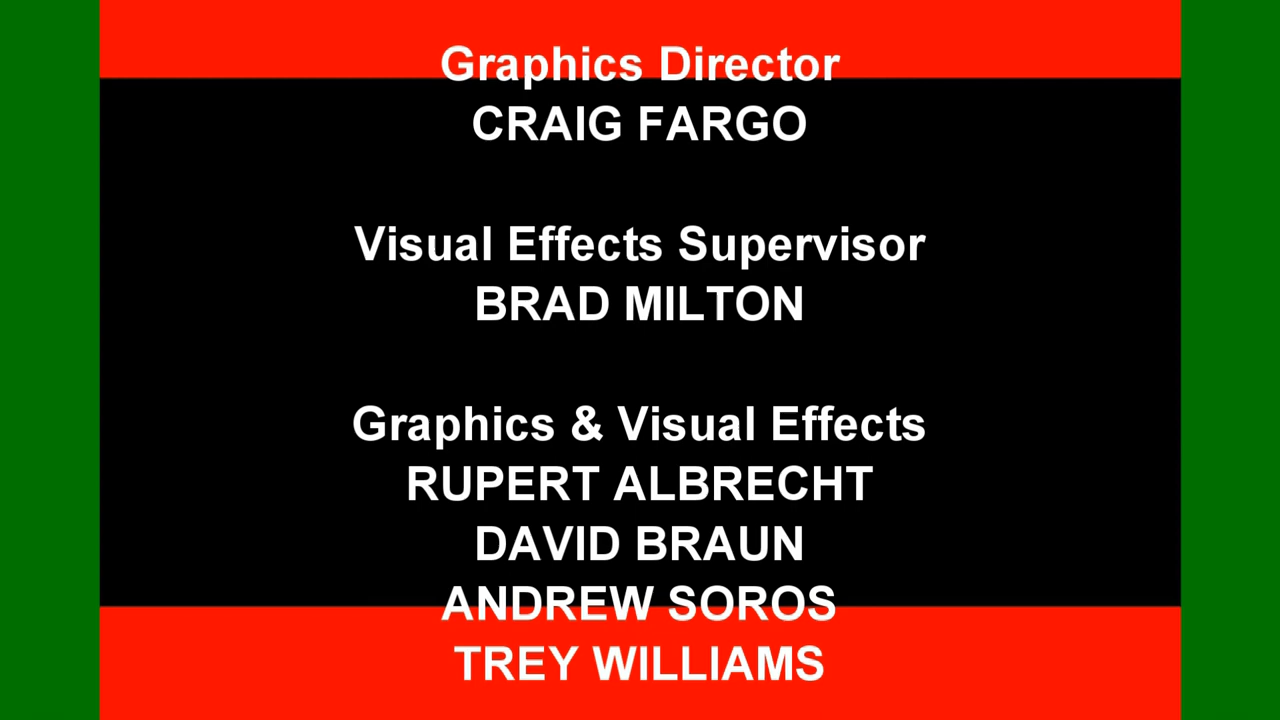 Graphics Director
CRAIG FARGO
Visual Effects Supervisor
BRAD MILTON
Graphics & Visual Effects
RUPERT ALBRECHT
DAVID BRAUN
ANDREW SOROS
TREY WILLIAMS